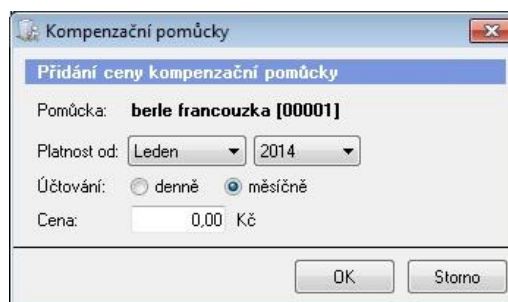 Kompenzační pomůcky
Přidání ceny kompenzační pomůcky
Pomůcka: berle francouzka [00001]
Platnost od: Leden 2014
Účtování: denně měsíčně
Cena: 0,00 Kč
OK Storno